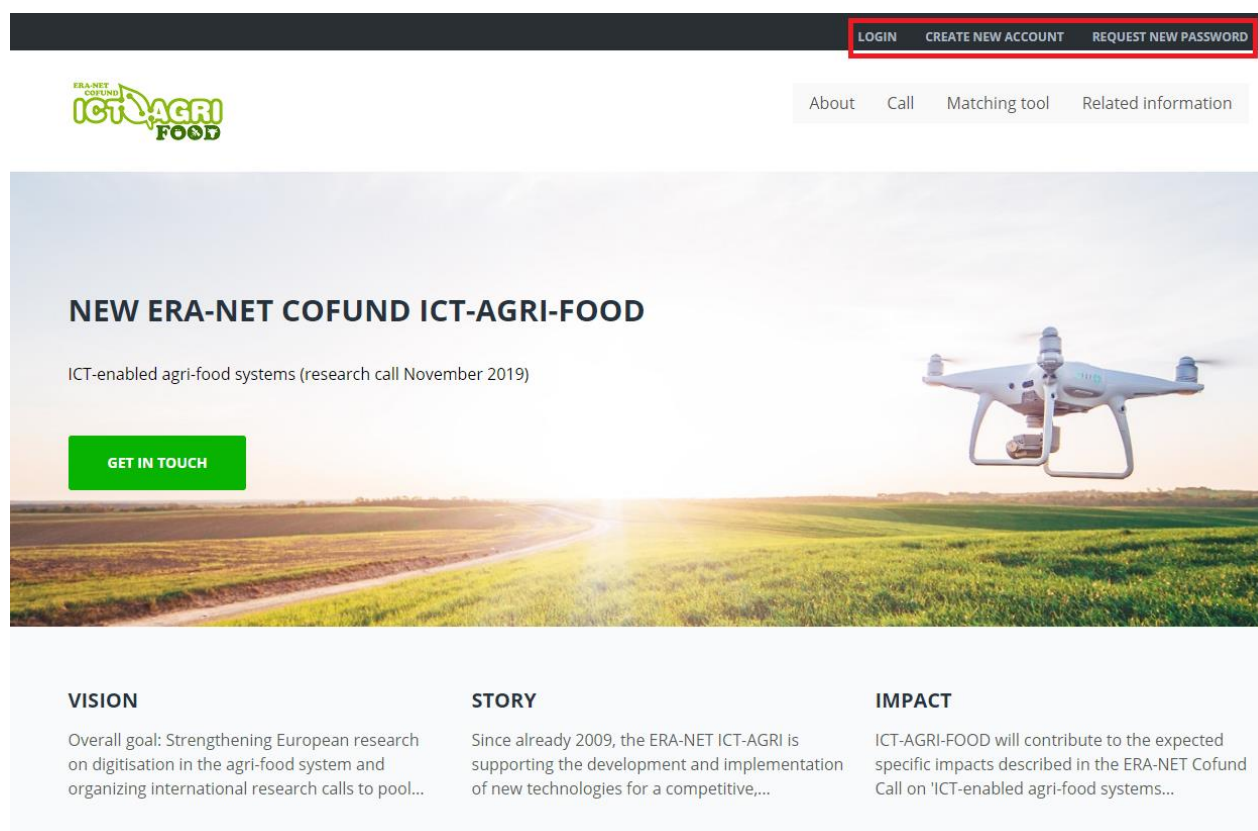 LOGIN CREATE NEW ACCOUNT REQUEST NEW PASSWORD
ERA-NET
COFUND
ICT AGRI
FOOD
About Call Matching tool Related information
NEW ERA-NET COFUND ICT-AGRI-FOOD
ICT-enabled agri-food systems (research call November 2019)
GET IN TOUCH
VISION
Overall goal: Strengthening European research
on digitisation in the agri-food system and
organizing international research calls to pool...
STORY
Since already 2009, the ERA-NET ICT-AGRI is
supporting the development and implementation
of new technologies for a competitive,...
IMPACT
ICT-AGRI-FOOD will contribute to the expected
specific impacts described in the ERA-NET Cofund
Call on 'ICT-enabled agri-food systems...